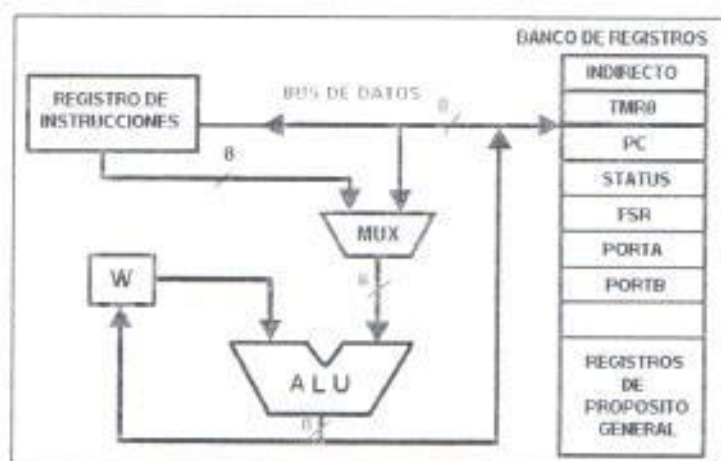 BANCO DE REGISTROS
REGISTRO DE
INSTRUCCIONES
BUS DE DATOS
8
INDIRECTO
TMR0
PC
STATUS
FSR
PORTA
PORTB
REGISTROS
DE
PROPOSITO
GENERAL
8
MUX
8
W
ALU
8